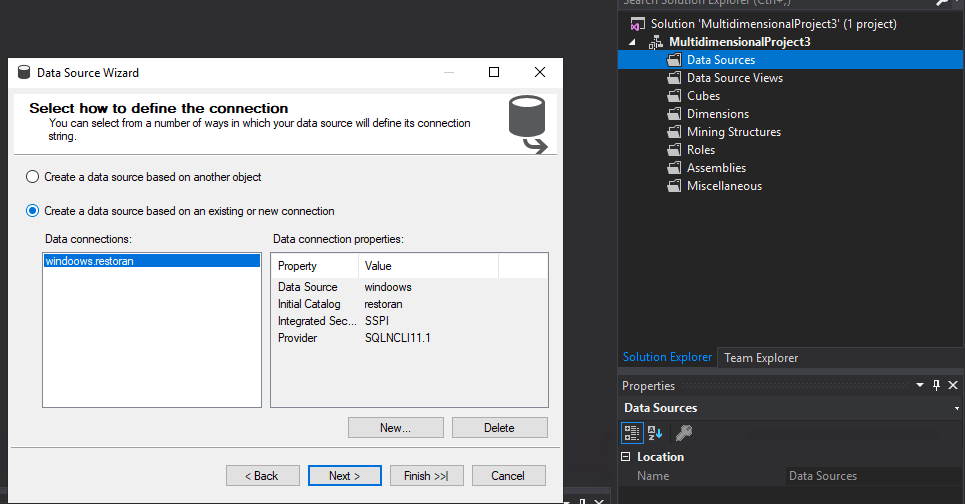 Search Solution Explorer (Ctrl+;)
Solution 'MultidimensionalProject3' (1 project)
MultidimensionalProject3
Data Sources
Data Source Views
Cubes
Dimensions
Mining Structures
Roles
Assemblies
Miscellaneous
Solution Explorer
Team Explorer
Properties
Data Sources
Location
Name Data Sources
Data Source Wizard
Select how to define the connection
You can select from a number of ways in which your data source will define its connection
string.
Create a data source based on another object
Create a data source based on an existing or new connection
Data connections:
windoows.restoran
Data connection properties:
Property Value
Data Source windoows
Initial Catalog restoran
Integrated Sec... SSPI
Provider SQLNCLI11.1
New...
Delete
< Back
Next >
Finish >>|
Cancel